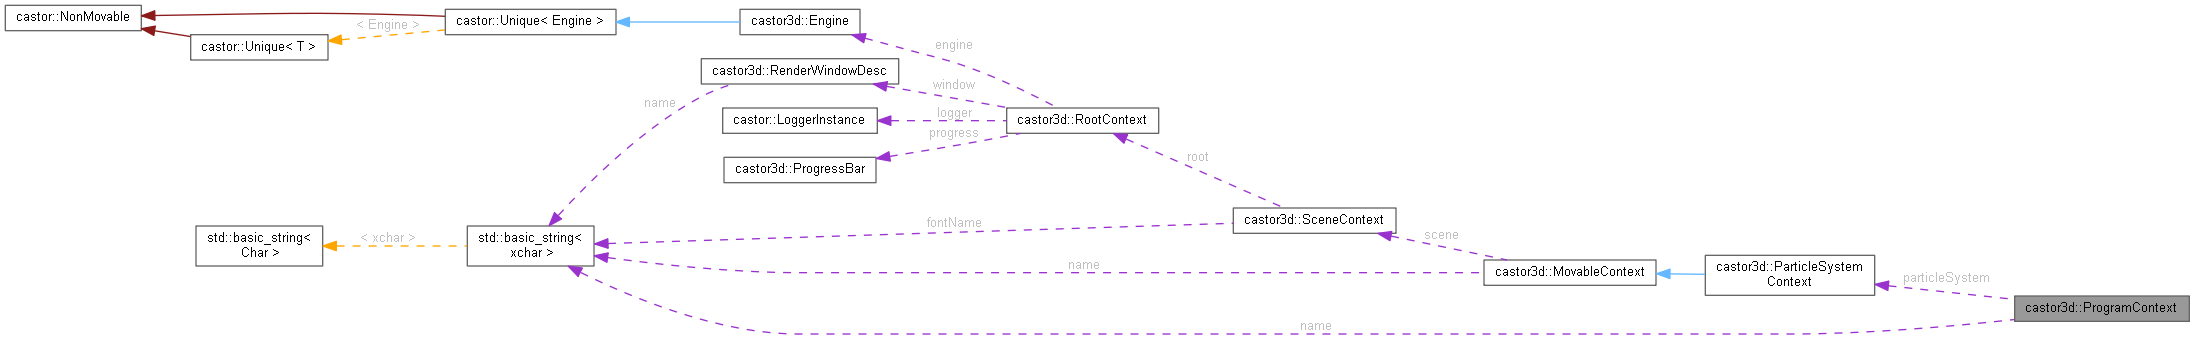 castor::NonMovable
castor::Unique< T >
< Engine >
castor::Unique< Engine >
castor3d::Engine
engine
castor3d::RenderWindowDesc
window
name
castor::LoggerInstance
logger
castor3d::RootContext
progress
castor3d::ProgressBar
root
std::basic_string<
Char >
< xchar >
std::basic_string<
xchar >
fontName
castor3d::SceneContext
scene
name
castor3d::MovableContext
castor3d::ParticleSystem
Context
particleSystem
castor3d::ProgramContext
name